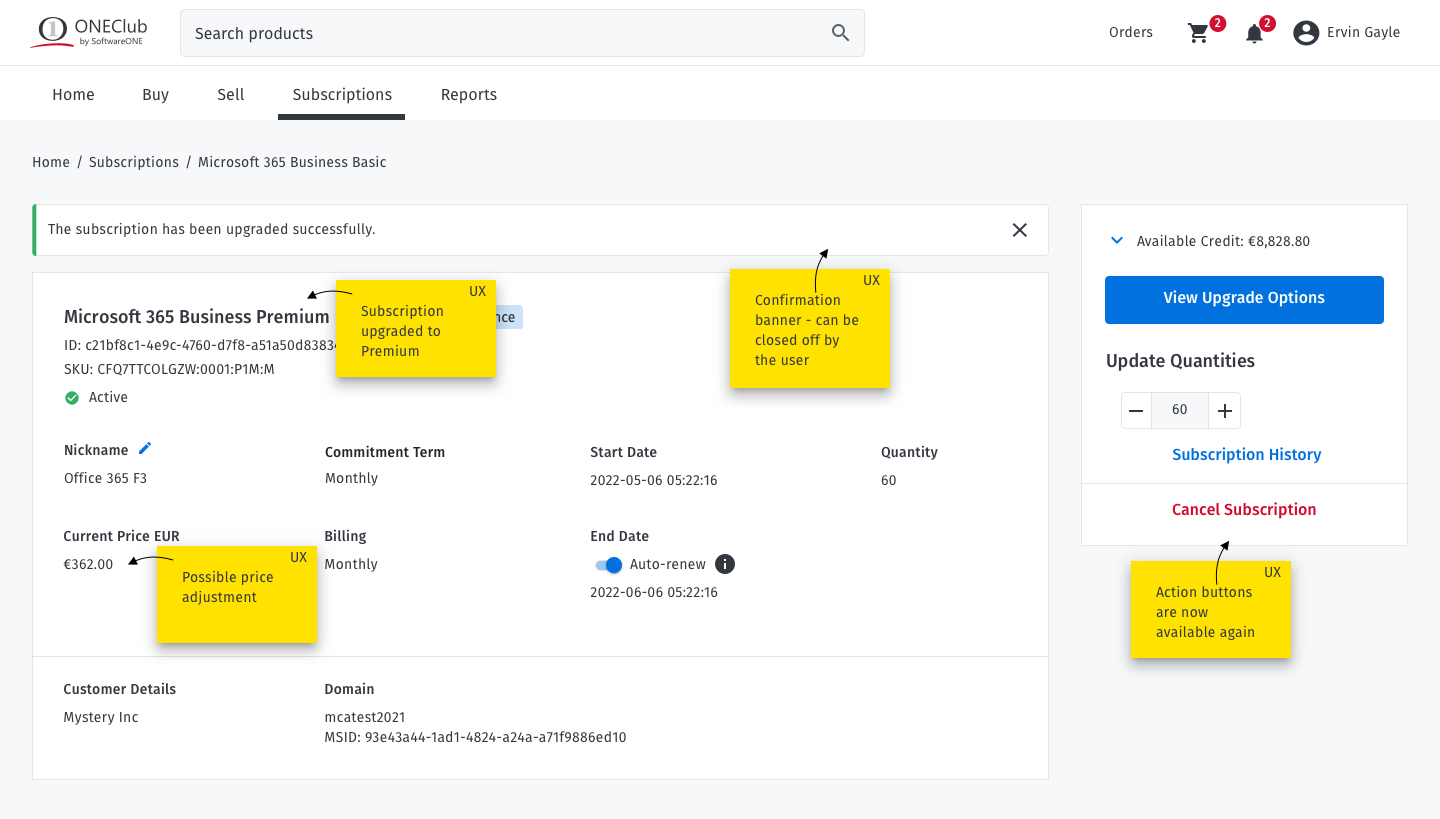 ONEClub
by SoftwareONE
Search products
Orders
2
2
Ervin Gayle
Home
Buy
Sell
Subscriptions
Reports
Home / Subscriptions / Microsoft 365 Business Basic
The subscription has been upgraded successfully.
Microsoft 365 Business Premium
ID: c21bf8c1-4e9c-4760-d7f8-a51a50d8383
SKU: CFQ7TTCOLGZW:0001:P1M:M
Active
UX
Subscription
upgraded to
Premium
UX
Confirmation
banner - can be
closed off by
the user
Nickname
Office 365 F3
Commitment Term
Monthly
Start Date
2022-05-06 05:22:16
Quantity
60
Current Price EUR
€362.00
UX
Possible price
adjustment
Billing
Monthly
End Date
Auto-renew
2022-06-06 05:22:16
Customer Details
Mystery Inc
Domain
mcatest2021
MSID: 93e43a44-1ad1-4824-a24a-a71f9886ed10
Available Credit: €8,828.80
View Upgrade Options
Update Quantities
60
Subscription History
Cancel Subscription
UX
Action buttons
are now
available again